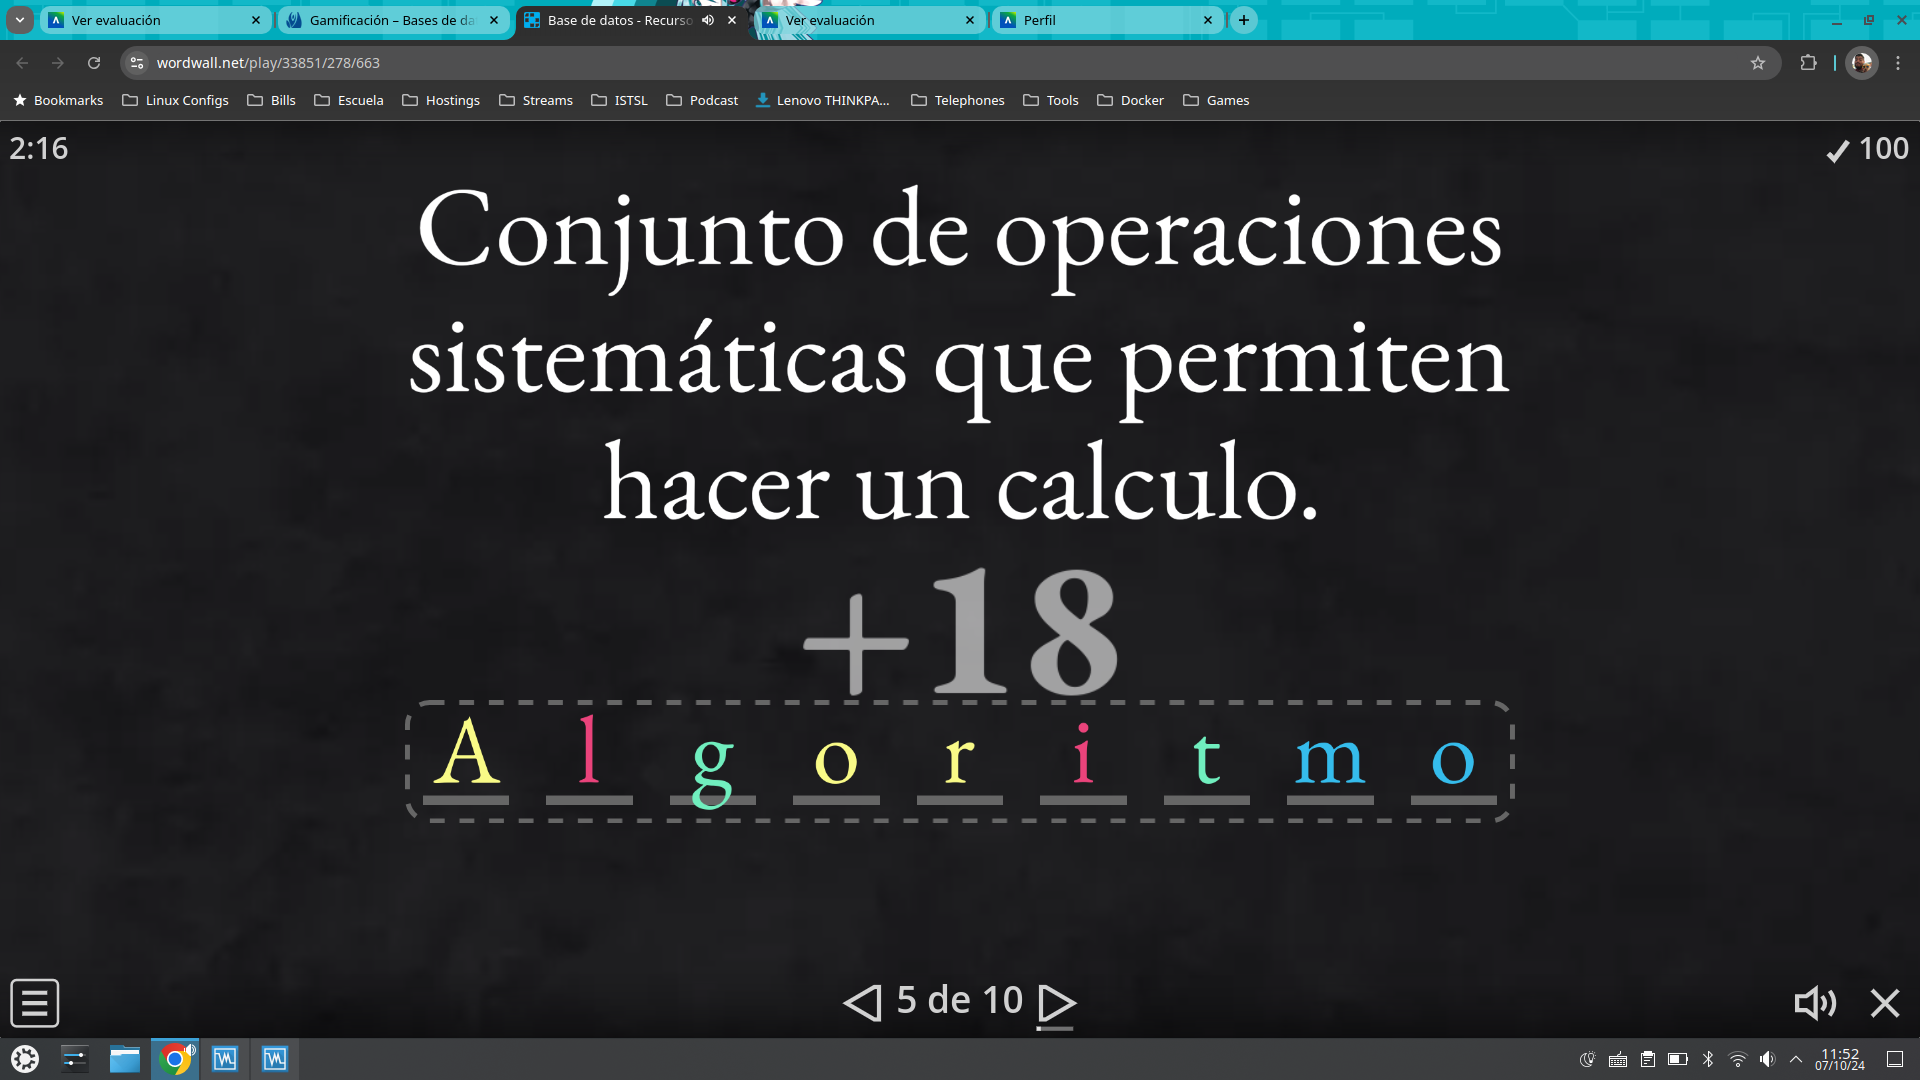 Ver evaluación
Gamificación – Bases de da
Base de datos - Recurso
Ver evaluación
Perfil
wordwall.net/play/33851/278/663
Bookmarks Linux Configs Bills Escuela Hostings Streams ISTSL Podcast Lenovo THINKPA... Telephones Tools Docker Games
2:16
100
Conjunto de operaciones
sistemáticas que permiten
hacer un calculo.
+18
A l g o r i t m o
5 de 10
11:52
07/10/24